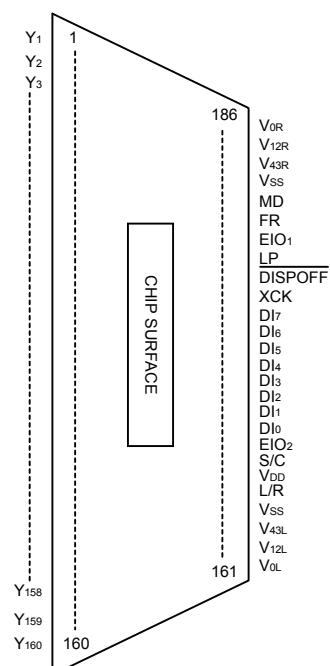 Y1
Y2
Y3
Y158
Y159
Y160
1
160
CHIP SURFACE
186
161
V0R
V12R
V43R
VSS
MD
FR
EIO1
LP
DISPOFF
XCK
DI7
DI6
DI5
DI4
DI3
DI2
DI1
DI0
EIO2
S/C
VDD
L/R
VSS
V43L
V12L
V0L